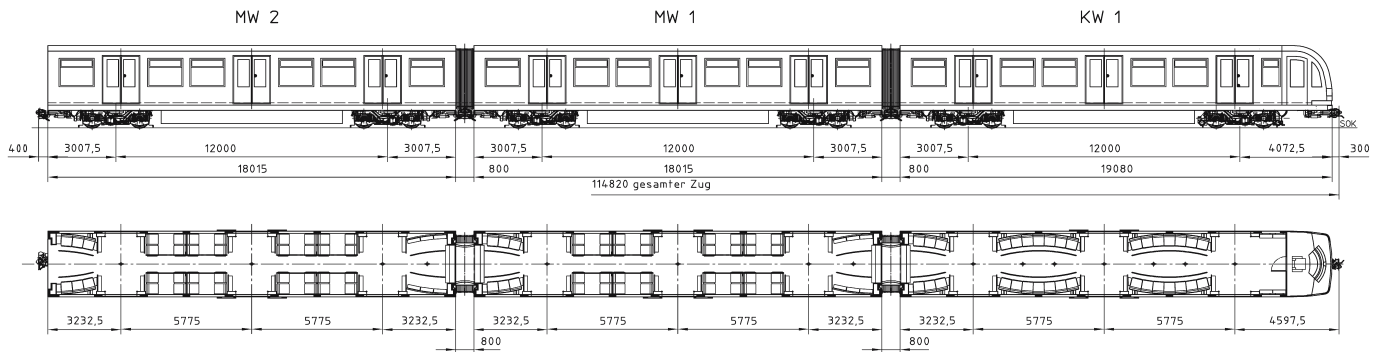 MW 2 MW 1 KW 1
SOK
400 3007,5 12000 3007,5 3007,5 12000 3007,5 3007,5 12000 4072,5 300
18015 800 18015 800 19080
114820 gesamter Zug
3232,5 5775 5775 3232,5 3232,5 5775 5775 3232,5 3232,5 5775 5775 4597,5
800 800